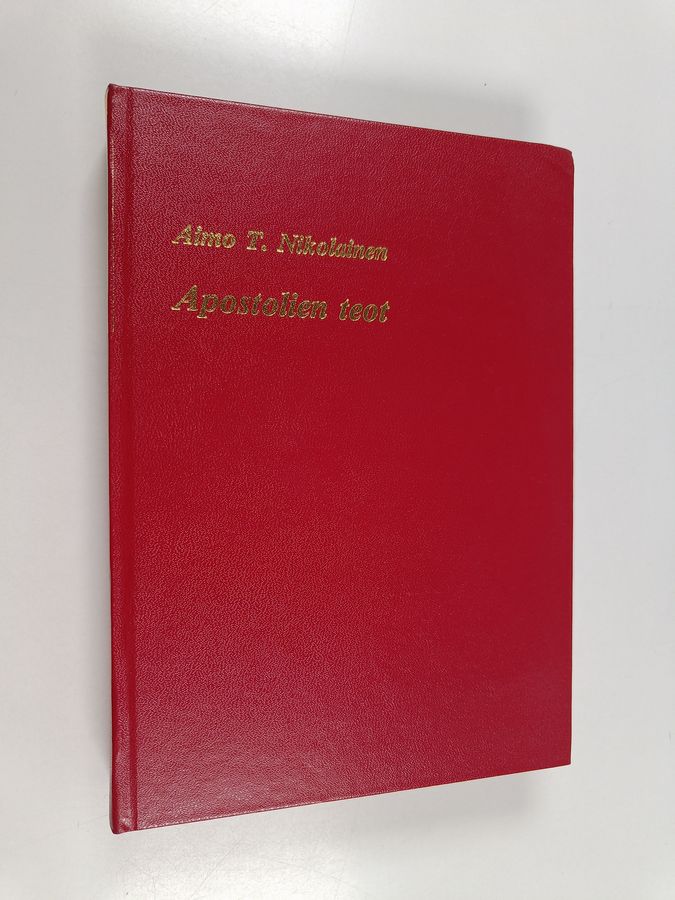 Aimo T. Nikolainen
Apostolien teot